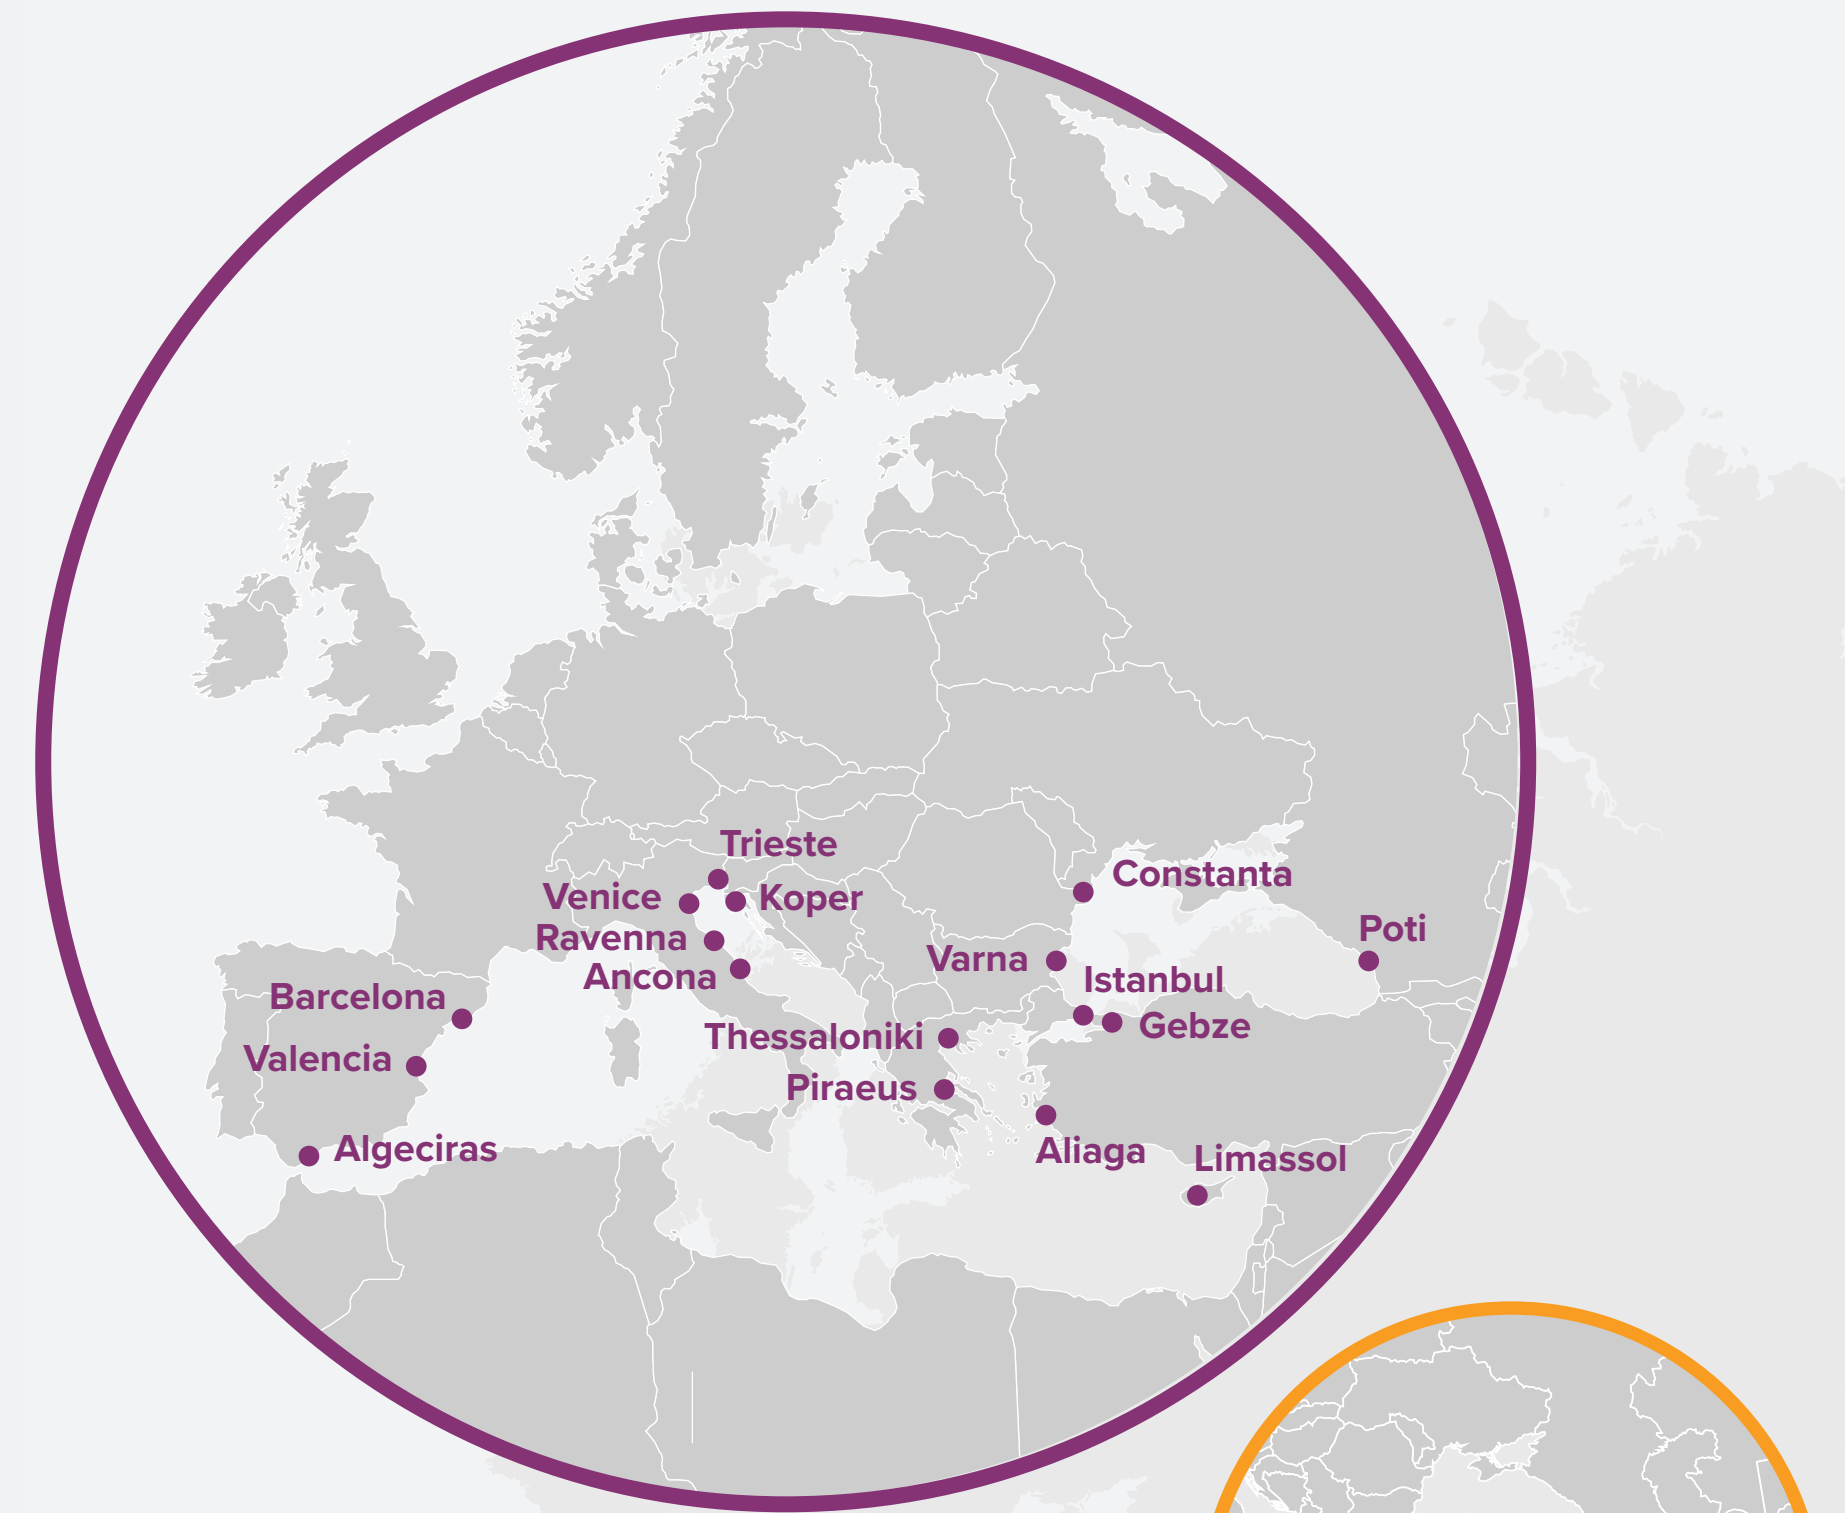 Trieste
Constanta
Venice
Koper
Poti
Ravenna
Varna
Ancona
Istanbul
Barcelona
Gebze
Thessaloniki
Valencia
Piraeus
Algeciras
Aliaga
Limassol